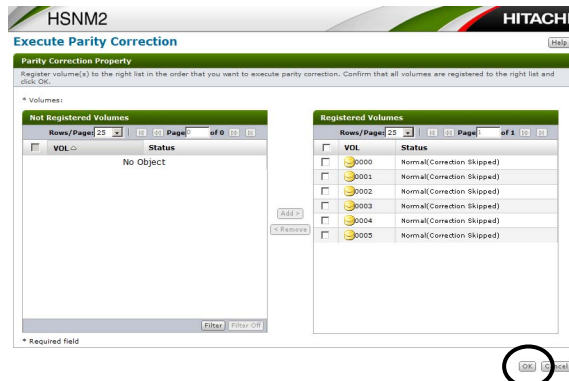 HSNM2
HITACHI
Execute Parity Correction
Help
Parity Correction Property
Register volume(s) to the right list in the order that you want to execute parity correction. Confirm that all volumes are registered to the right list and
click OK.
* Volumes:
Not Registered Volumes
Rows/Page: 25 Page 0 of 0
VOL Status
No Object
Filter Filter Off
Add >
< Remove
Registered Volumes
Rows/Page: 25 Page 1 of 1
VOL Status
0000 Normal(Correction Skipped)
0001 Normal(Correction Skipped)
0002 Normal(Correction Skipped)
0003 Normal(Correction Skipped)
0004 Normal(Correction Skipped)
0005 Normal(Correction Skipped)
* Required field
OK Cancel